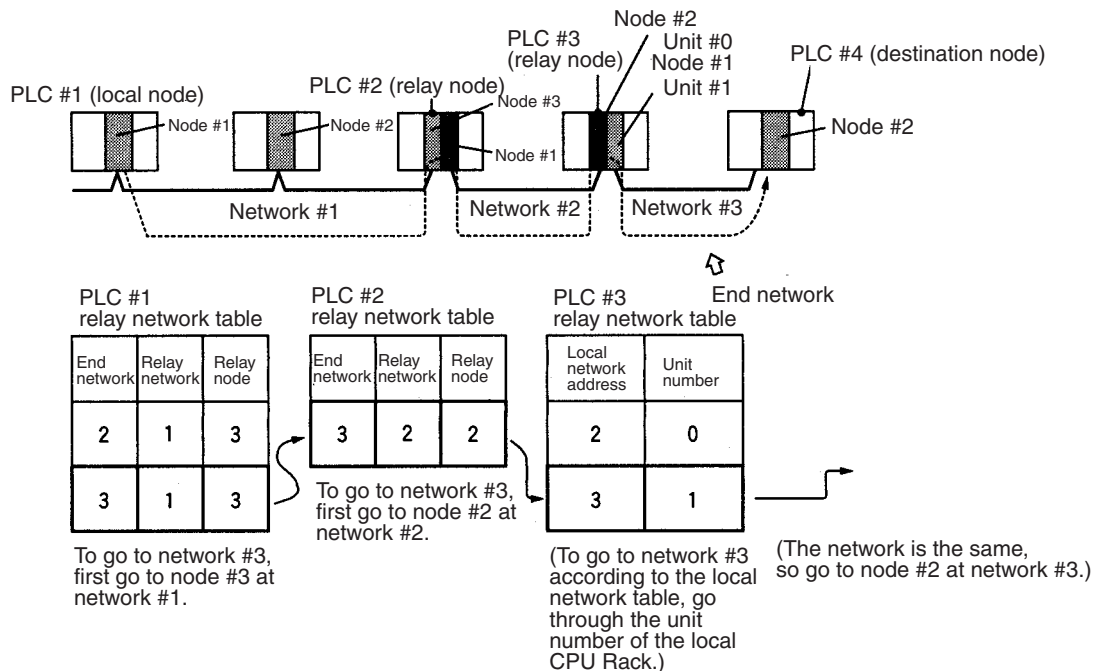 Node #2
PLC #3
(relay node)
Unit #0
Node #1
Unit #1
PLC #4 (destination node)
PLC #1 (local node)
PLC #2 (relay node)
Node #1
Node #2
Node #3
Node #1
Node #2
Network #1
Network #2
Network #3
End network
PLC #1
relay network table
End
network
Relay
network
Relay
node
2 1 3
3 1 3
To go to network #3,
first go to node #3 at
network #1.
PLC #2
relay network table
End
network
Relay
network
Relay
node
3 2 2
To go to network #3,
first go to node #2 at
network #2.
PLC #3
relay network table
Local
network
address
Unit
number
2 0
3 1
(To go to network #3
according to the local
network table, go
through the unit
number of the local
CPU Rack.)
(The network is the same,
so go to node #2 at network #3.)